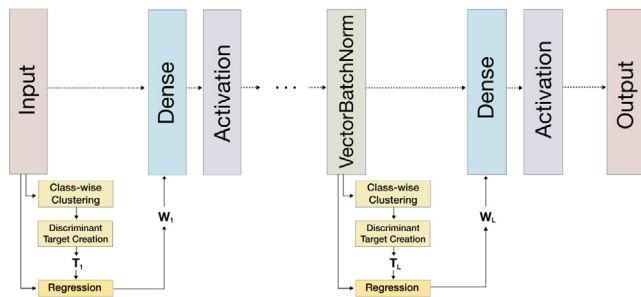 Input
Dense
Activation
. . .
VectorBatchNorm
Dense
Activation
Output
Class-wise
Clustering
Discriminant
Target Creation
T1
Regression
W1
Class-wise
Clustering
Discriminant
Target Creation
TL
Regression
WL